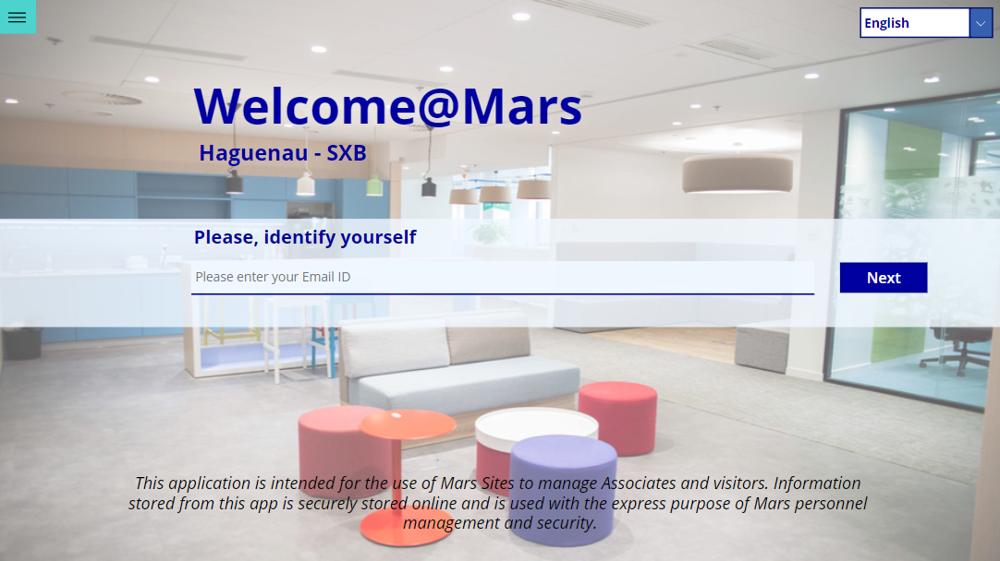 English
Welcome@Mars
Haguenau - SXB
Please, identify yourself
Please enter your Email ID
Next
This application is intended for the use of Mars Sites to manage Associates and visitors. Information
stored from this app is securely stored online and is used with the express purpose of Mars personnel
management and security.